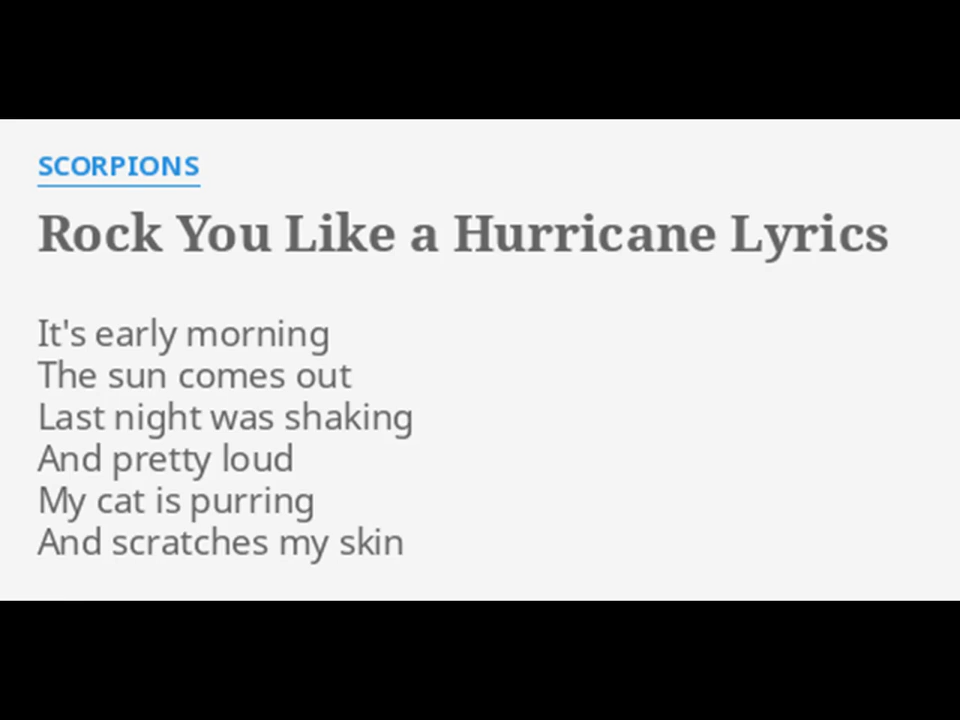 SCORPIONS
Rock You Like a Hurricane Lyrics
It's early morning
The sun comes out
Last night was shaking
And pretty loud
My cat is purring
And scratches my skin